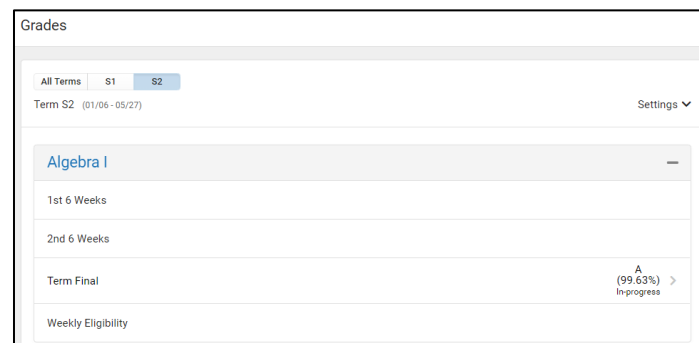 Grades
All Terms S1 S2
Term S2 (01/06 - 05/27)
Settings
Algebra I
1st 6 Weeks
2nd 6 Weeks
Term Final
A
(99.63%)
In-progress
Weekly Eligibility